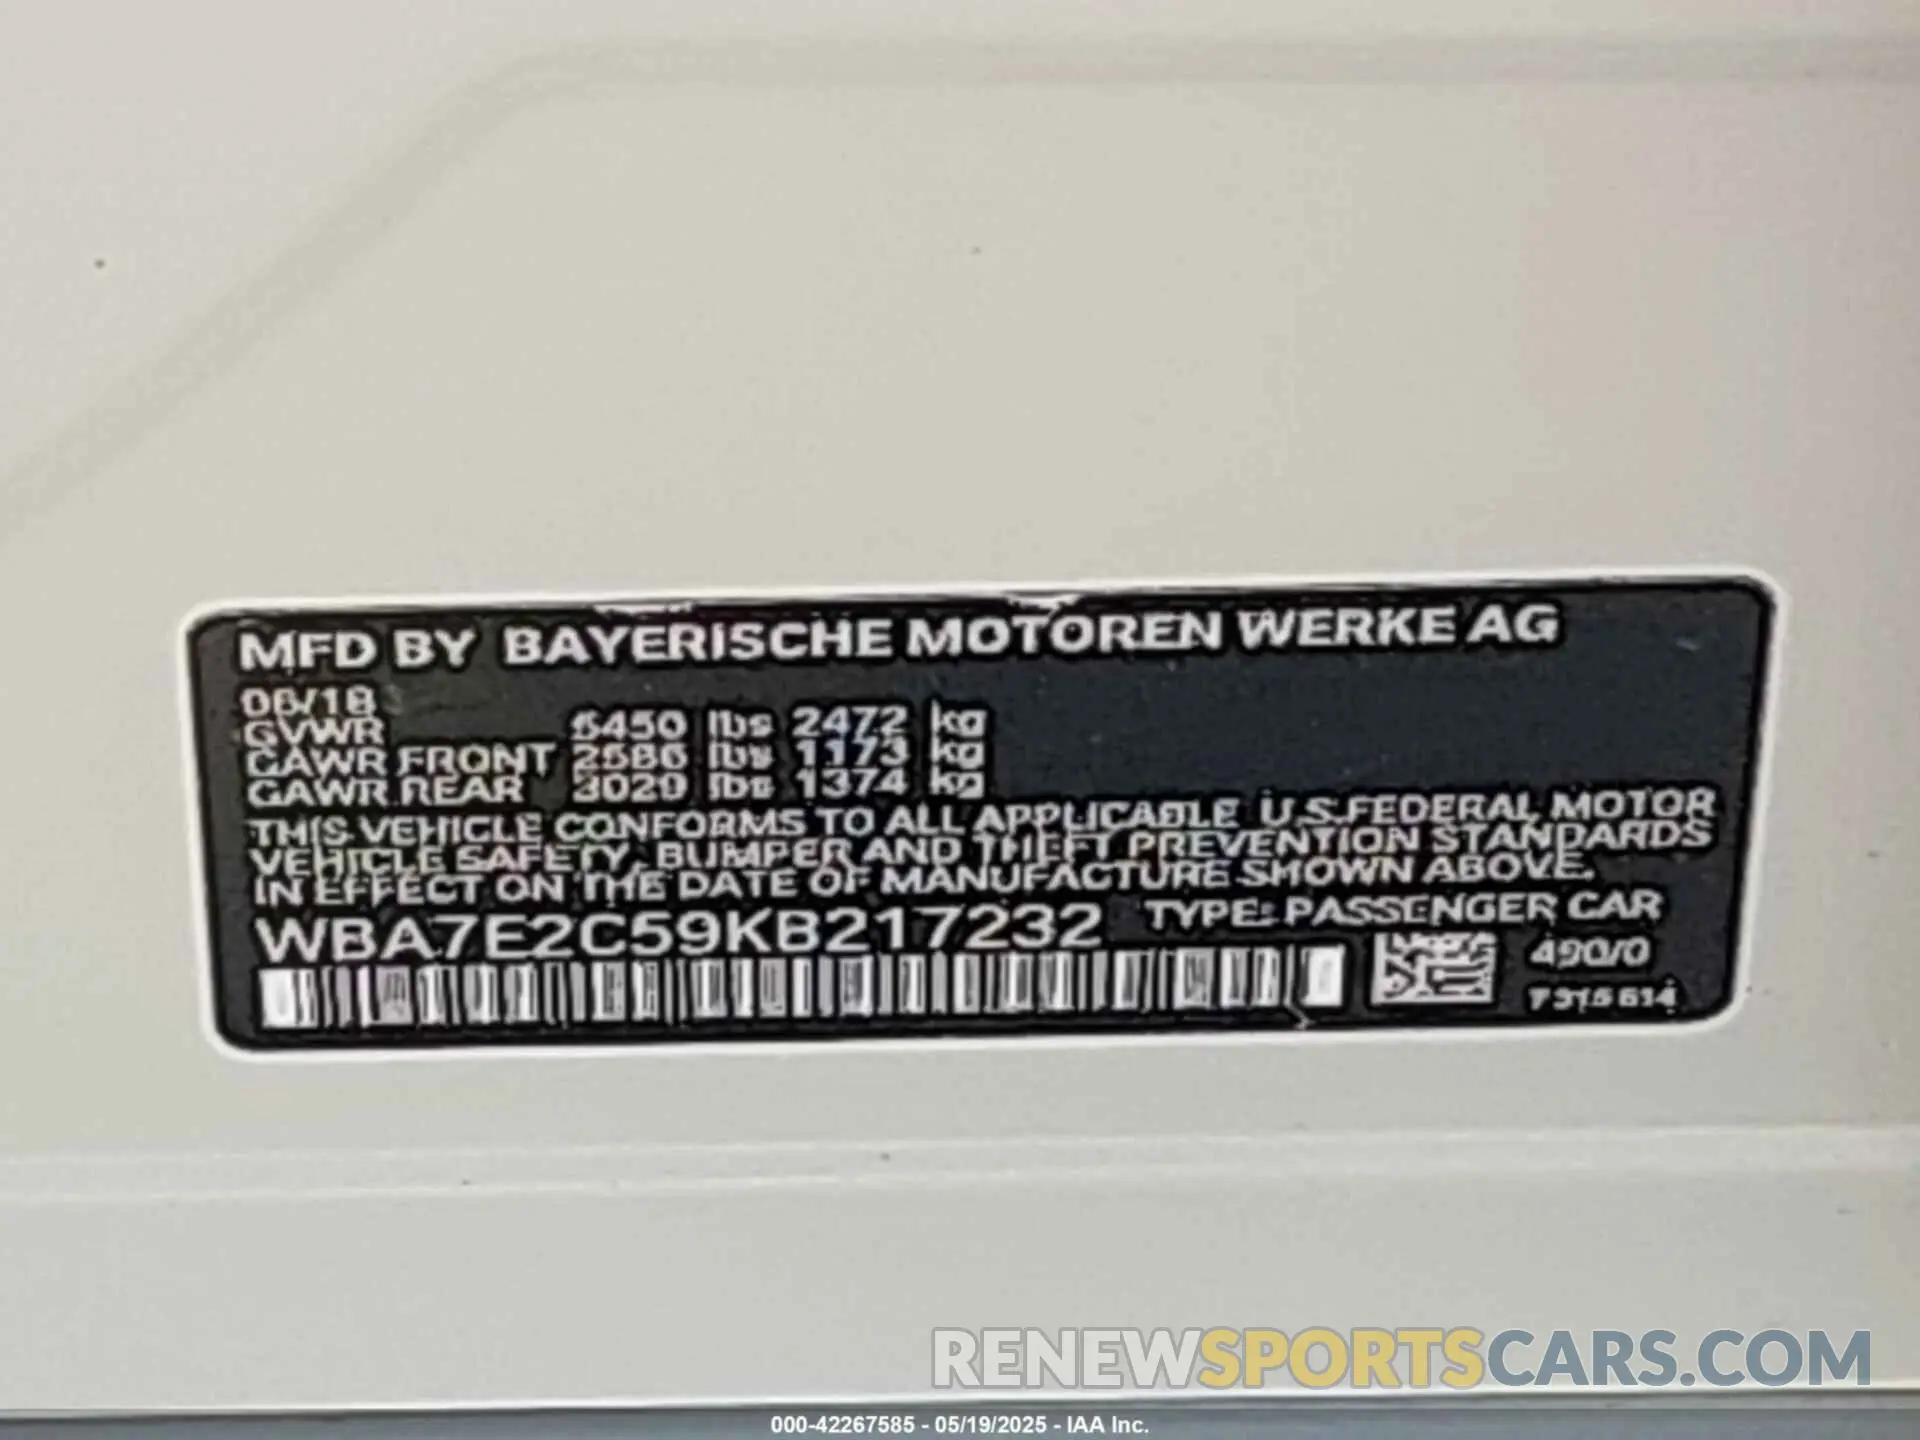 MFD BY BAYERISCHE MOTOREN WERKE AG
06/18
GVWR 5450 lbs 2472 kg
GAWR FRONT 2586 lbs 1173 kg
GAWR REAR 3029 lbs 1374 kg
THIS VEHICLE CONFORMS TO ALL APPLICABLE U.S.FEDERAL MOTOR
VEHICLE SAFETY, BUMPER AND THEFT PREVENTION STANDARDS
IN EFFECT ON THE DATE OF MANUFACTURE SHOWN ABOVE.
WBA7E2C59KB217232 TYPE: PASSENGER CAR
490/0
RENEWSPORTSCARS.COM
000-42267585 - 05/19/2025 - IAA Inc.